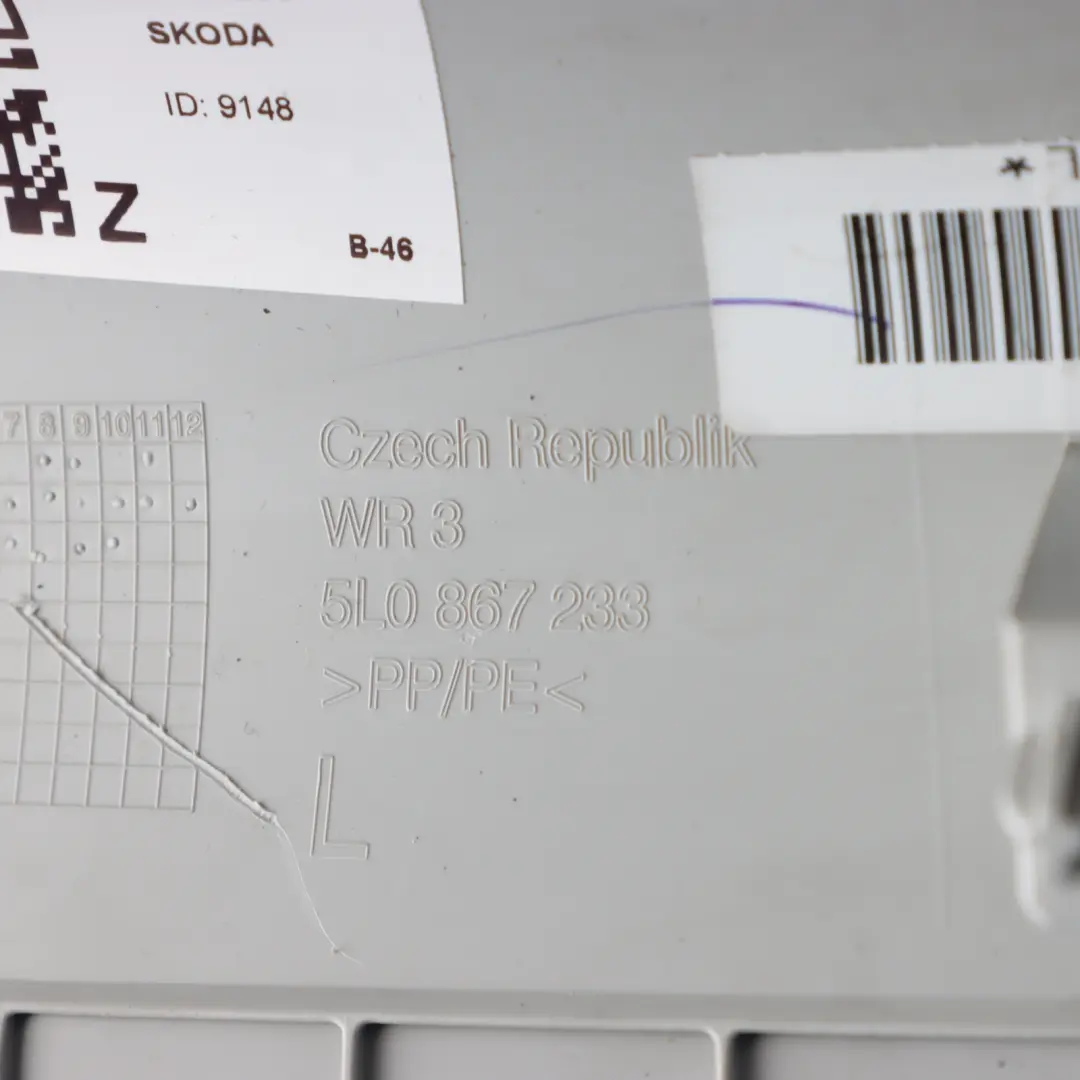 SKODA
ID: 9148
Z
B-46
*
7 8 9 10 11 12
Czech Republik
WR 3
5L0 867 233
>PP/PE<
L